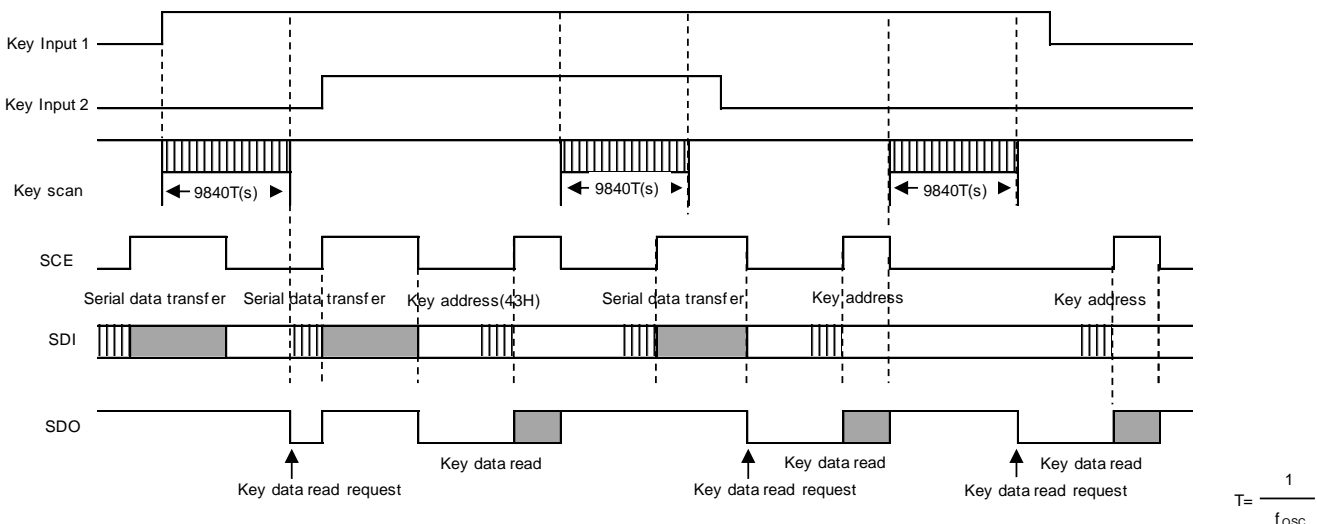 Key Input 1
Key Input 2
Key scan
9840T(s) 9840T(s) 9840T(s)
SCE
Serial data transfer Serial data transfer Key address(43H) Serial data transfer Key address Key address
SDI
SDO
Key data read Key data read Key data read
Key data read request Key data read request Key data read request
T= 1
fosc